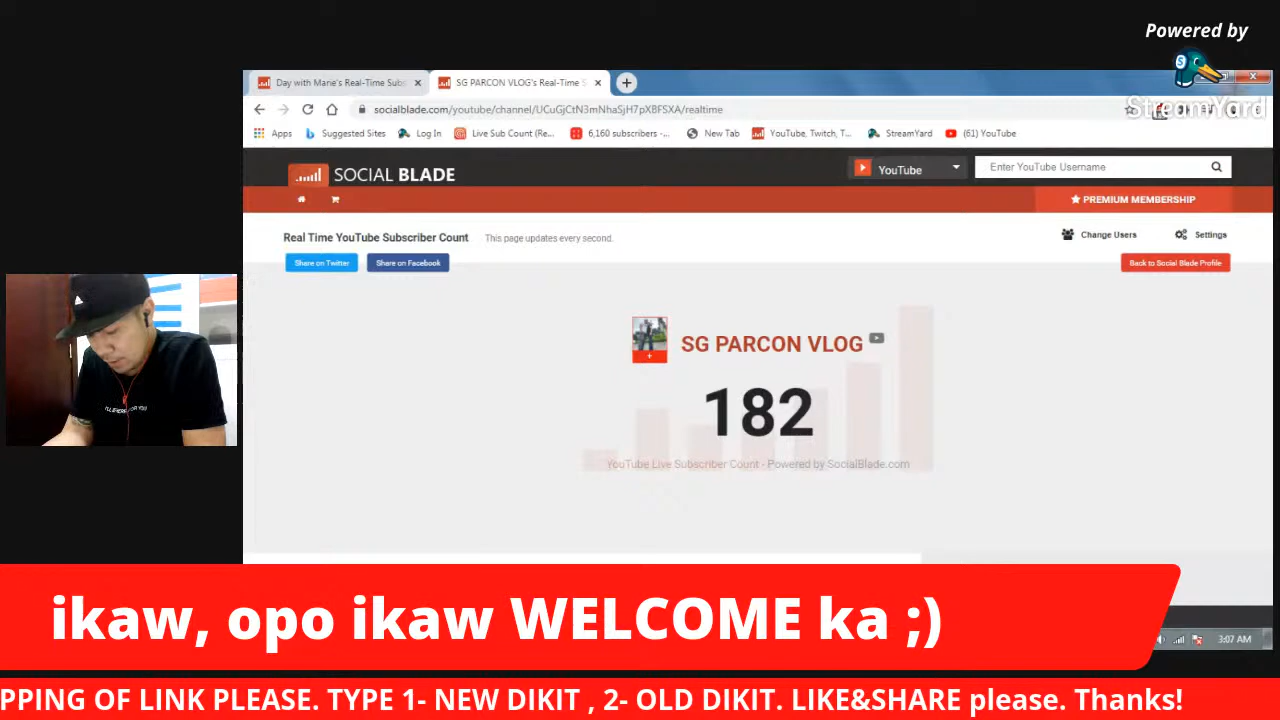 Powered by
StreamYard
Day with Marie's Real-Time Subs
SG PARCON VLOG's Real-Time S
socialblade.com/youtube/channel/UCuGjCtN3mNhaSjH7pXBFSXA/realtime
Apps Suggested Sites Log In Live Sub Count (Re... 6,160 subscribers -... New Tab YouTube, Twitch, T... StreamYard (61) YouTube
SOCIAL BLADE
YouTube
Enter YouTube Username
PREMIUM MEMBERSHIP
Real Time YouTube Subscriber Count This page updates every second.
Change Users Settings
Share on Twitter Share on Facebook
Back to Social Blade Profile
SG PARCON VLOG
182
YouTube Live Subscriber Count - Powered by SocialBlade.com
ikaw, opo ikaw WELCOME ka ;)
3:07 AM
PPING OF LINK PLEASE. TYPE 1- NEW DIKIT , 2- OLD DIKIT. LIKE&SHARE please. Thanks!